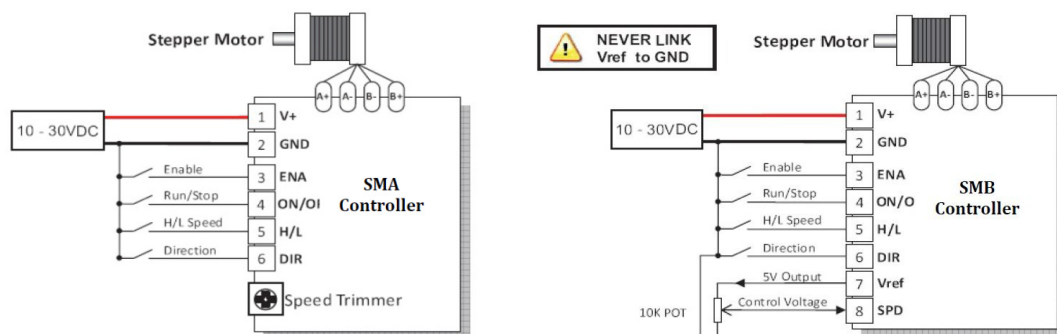 Stepper Motor
A+ A- B- B+
10 - 30VDC
1 V+
2 GND
Enable 3 ENA
Run/Stop 4 ON/OI
H/L Speed 5 H/L
Direction 6 DIR
SMA
Controller
Speed Trimmer
NEVER LINK
Vref to GND
Stepper Motor
A+ A- B- B+
10 - 30VDC
1 V+
2 GND
Enable 3 ENA
Run/Stop 4 ON/O
H/L Speed 5 H/L
Direction 6 DIR
5V Output 7 Vref
10K POT Control Voltage 8 SPD
SMB
Controller